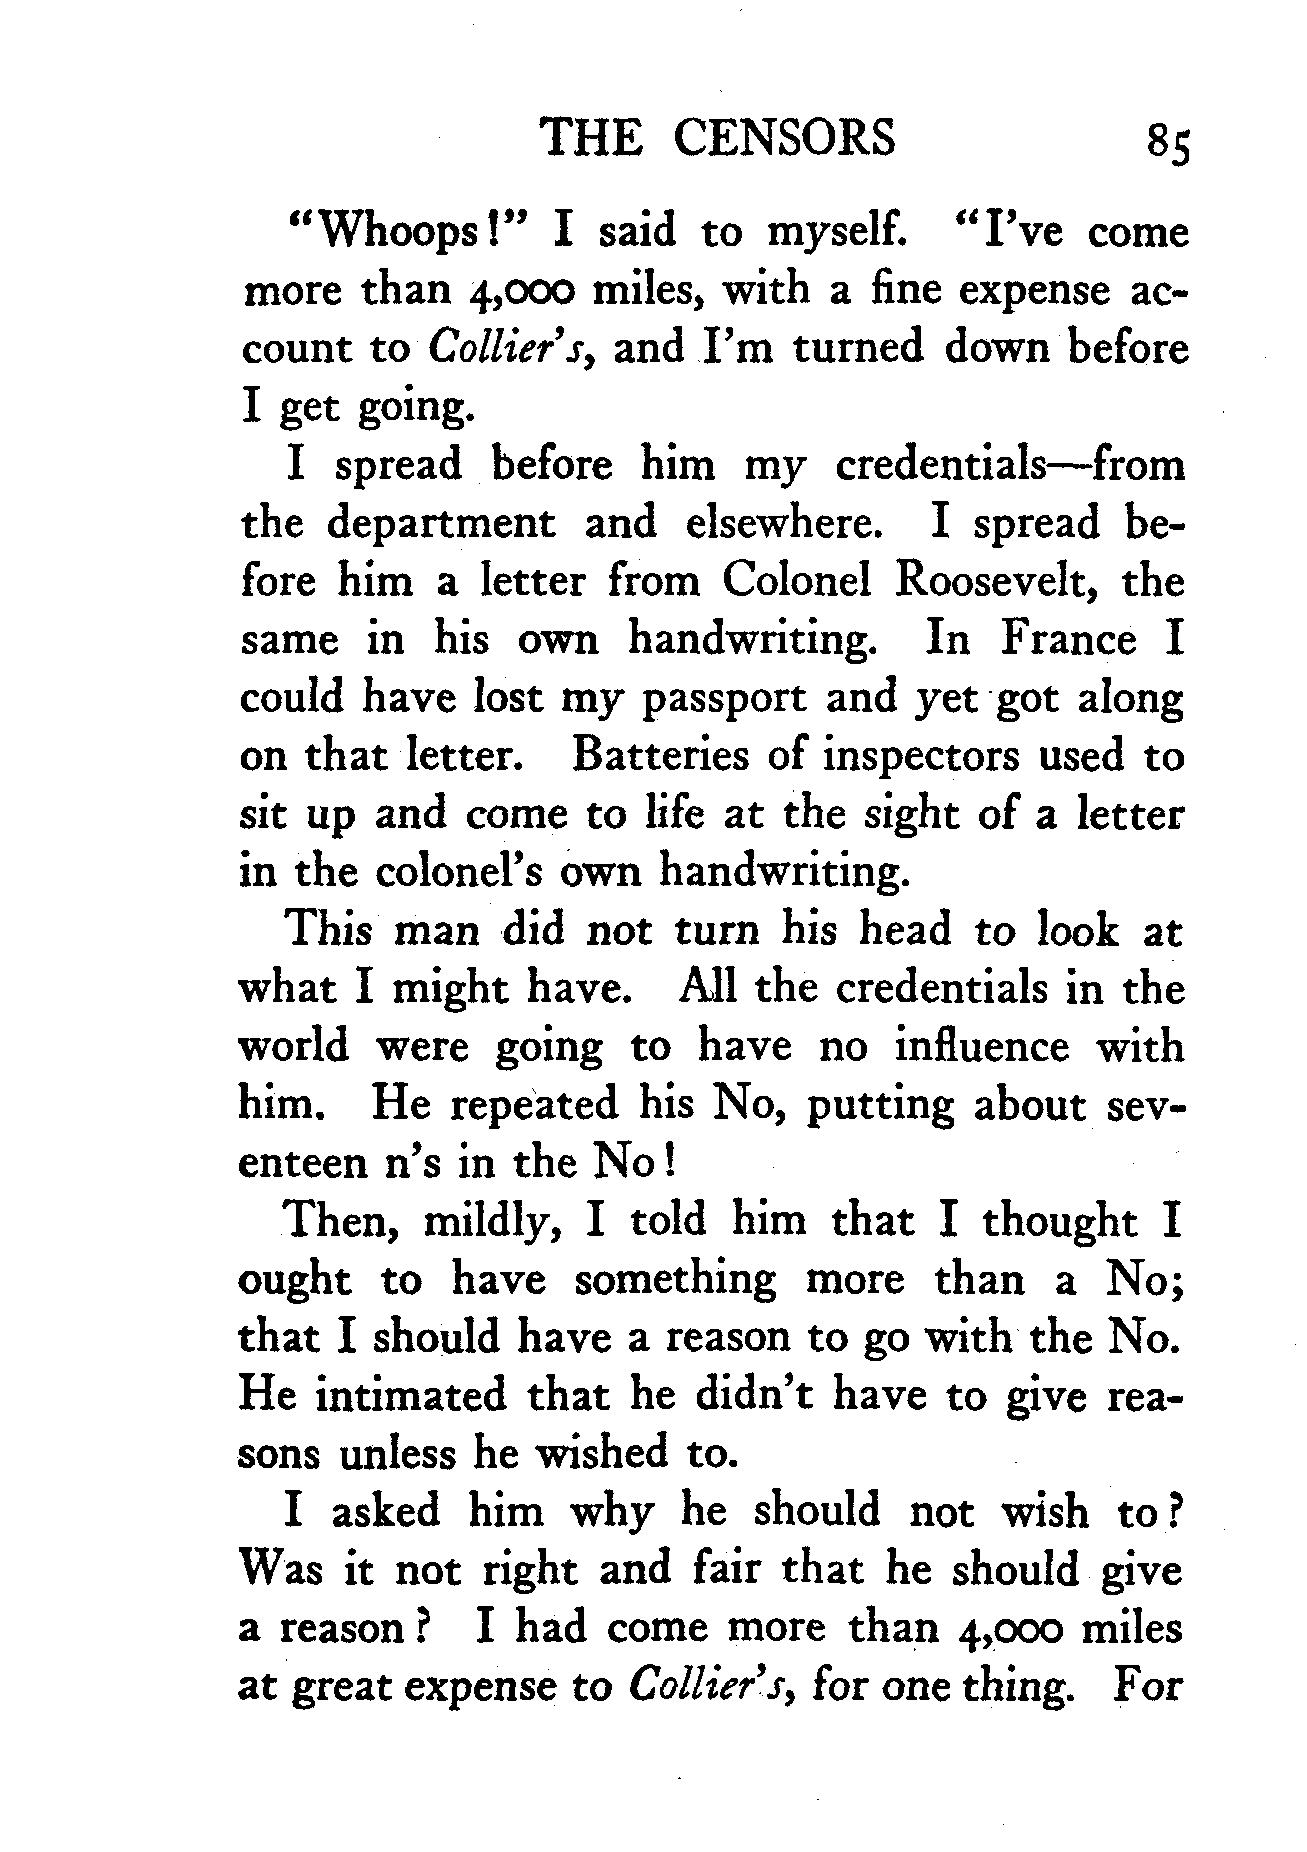 THE CENSORS 85
"Whoops!" I said to myself. "I've come
more than 4,000 miles, with a fine expense ac-
count to Collier's, and I'm turned down before
I get going.
I spread before him my credentials—from
the department and elsewhere. I spread be-
fore him a letter from Colonel Roosevelt, the
same in his own handwriting. In France I
could have lost my passport and yet got along
on that letter. Batteries of inspectors used to
sit up and come to life at the sight of a letter
in the colonel's own handwriting.
This man did not turn his head to look at
what I might have. All the credentials in the
world were going to have no influence with
him. He repeated his No, putting about sev-
enteen n's in the No!
Then, mildly, I told him that I thought I
ought to have something more than a No;
that I should have a reason to go with the No.
He intimated that he didn't have to give rea-
sons unless he wished to.
I asked him why he should not wish to?
Was it not right and fair that he should give
a reason? I had come more than 4,000 miles
at great expense to Collier's, for one thing. For